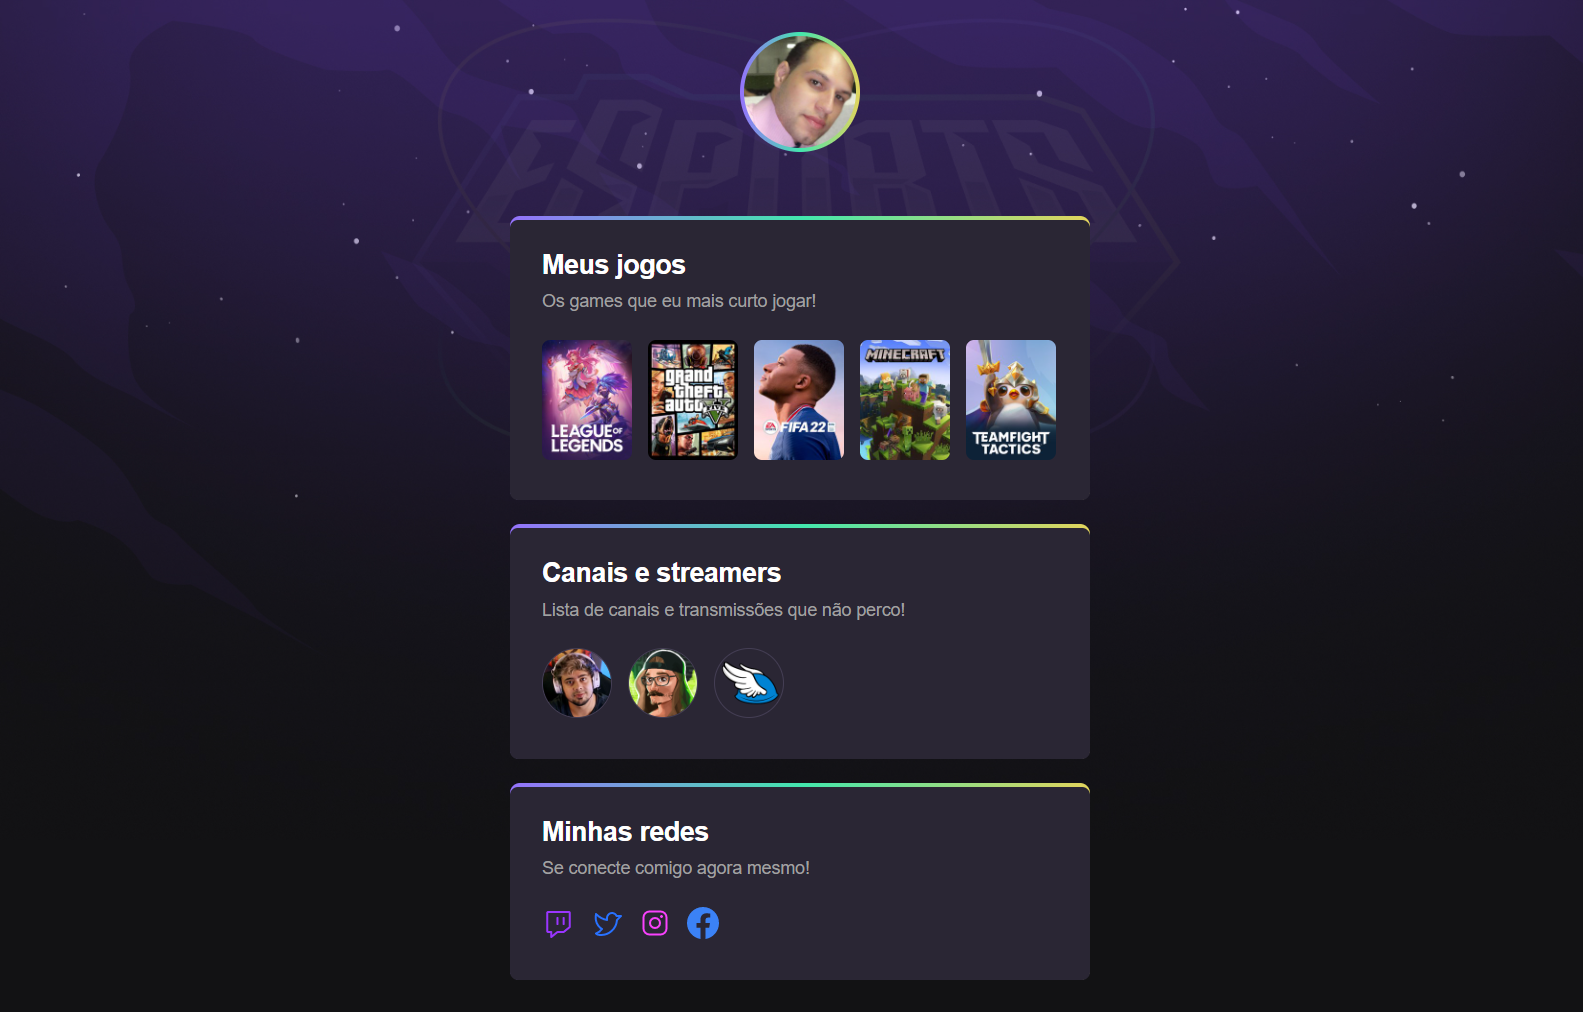 ESPORTS
Meus jogos
Os games que eu mais curto jogar!
LEAGUE OF
LEGENDS
grand
theft
auto
V
FIFA 22
MINECRAFT
TEAMFIGHT
TACTICS
Canais e streamers
Lista de canais e transmissões que não perco!
Minhas redes
Se conecte comigo agora mesmo!